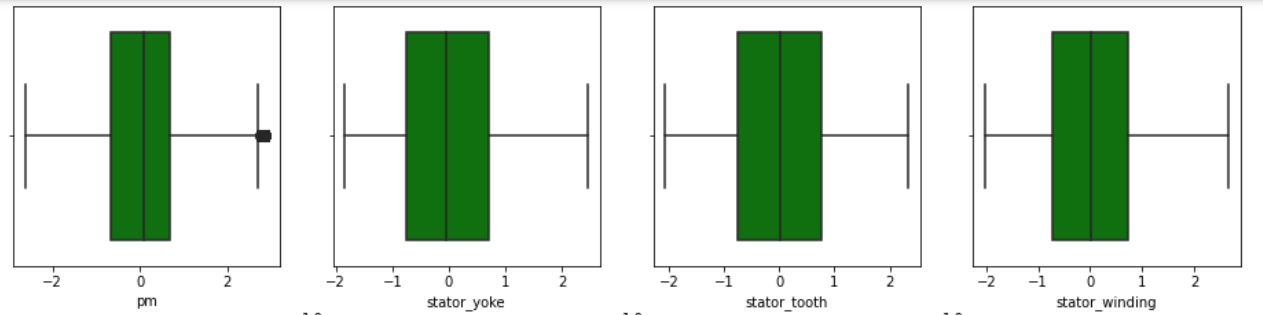 −2 0 2
pm
−2 −1 0 1 2
stator_yoke
−2 −1 0 1 2
stator_tooth
−2 −1 0 1 2
stator_winding